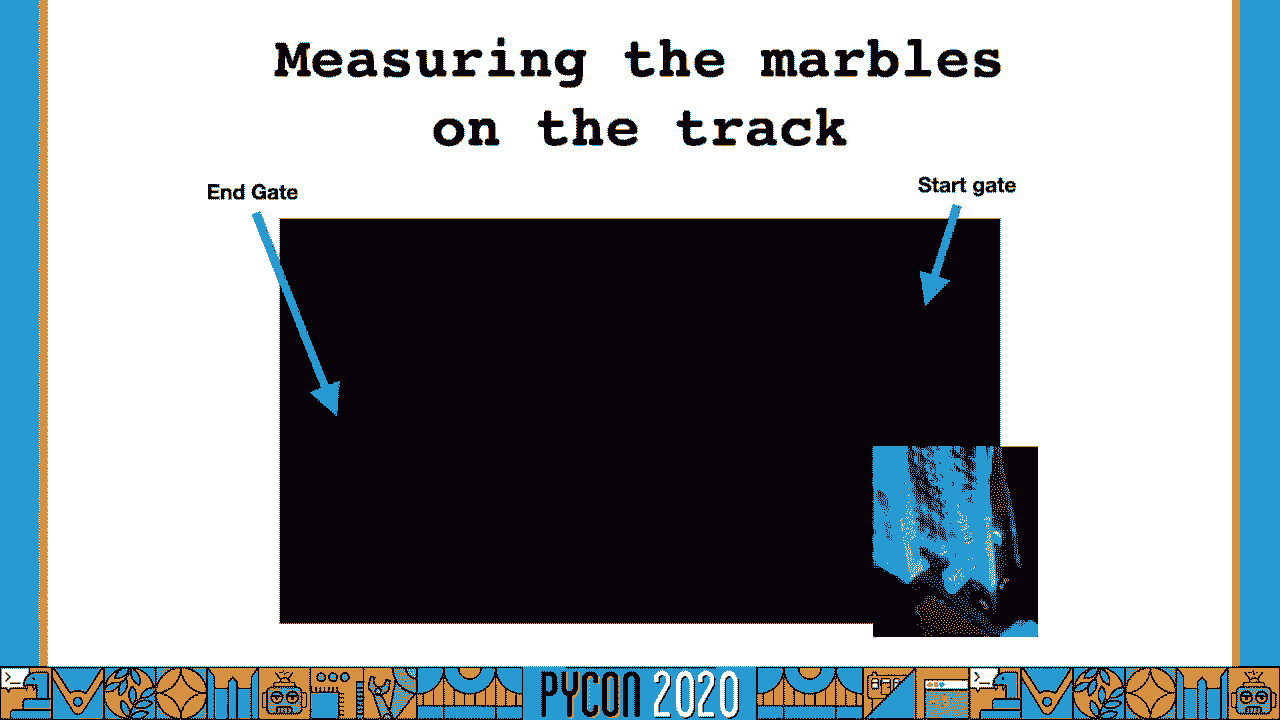 Measuring the marbles
on the track
End Gate
Start gate
PYCON 2020